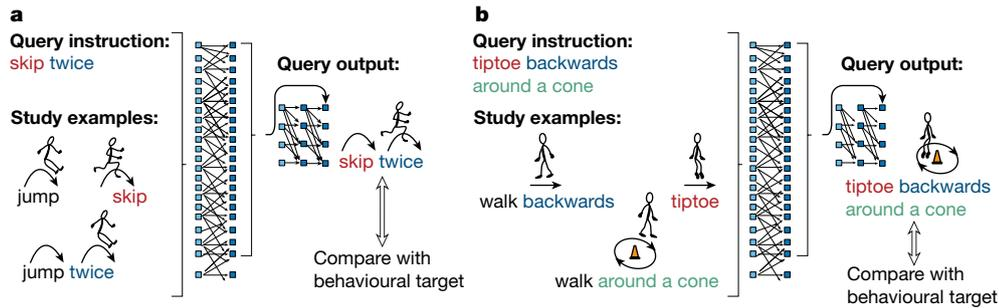 a
Query instruction:
skip twice
Study examples:
jump
skip
jump twice
Query output:
skip twice
Compare with
behavioural target
b
Query instruction:
tiptoe backwards
around a cone
Study examples:
walk backwards
tiptoe
walk around a cone
Query output:
tiptoe backwards
around a cone
Compare with
behavioural target